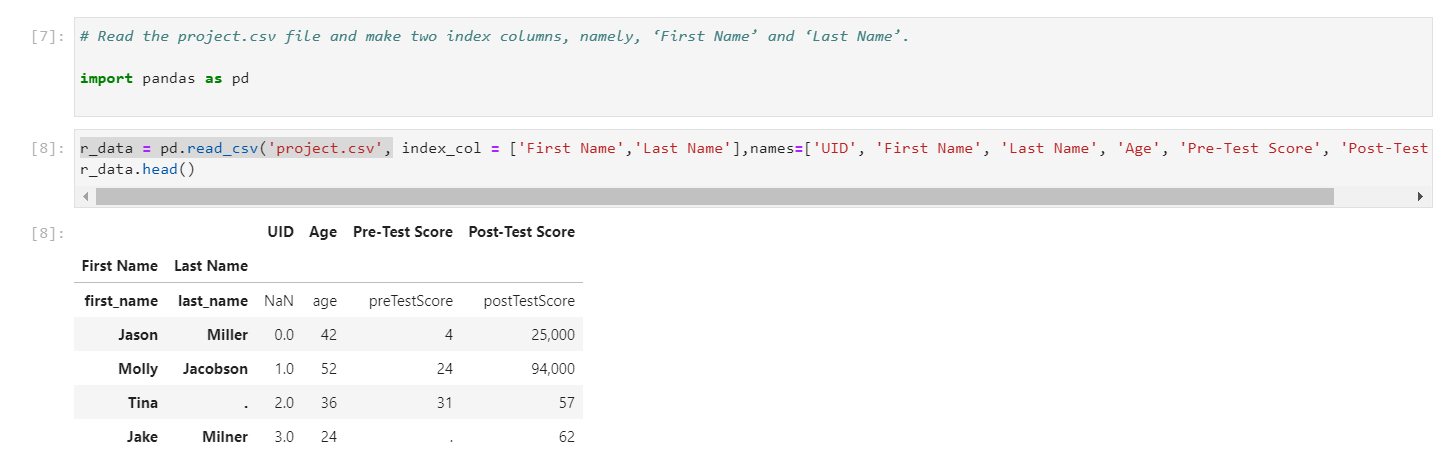 [7]: # Read the project.csv file and make two index columns, namely, ‘First Name’ and ‘Last Name’.
import pandas as pd
[8]: r_data = pd.read_csv('project.csv', index_col = ['First Name','Last Name'],names=['UID', 'First Name', 'Last Name', 'Age', 'Pre-Test Score', 'Post-Test
r_data.head()
[8]: UID Age Pre-Test Score Post-Test Score
First Name Last Name
first_name last_name NaN age preTestScore postTestScore
Jason Miller 0.0 42 4 25,000
Molly Jacobson 1.0 52 24 94,000
Tina . 2.0 36 31 57
Jake Milner 3.0 24 . 62